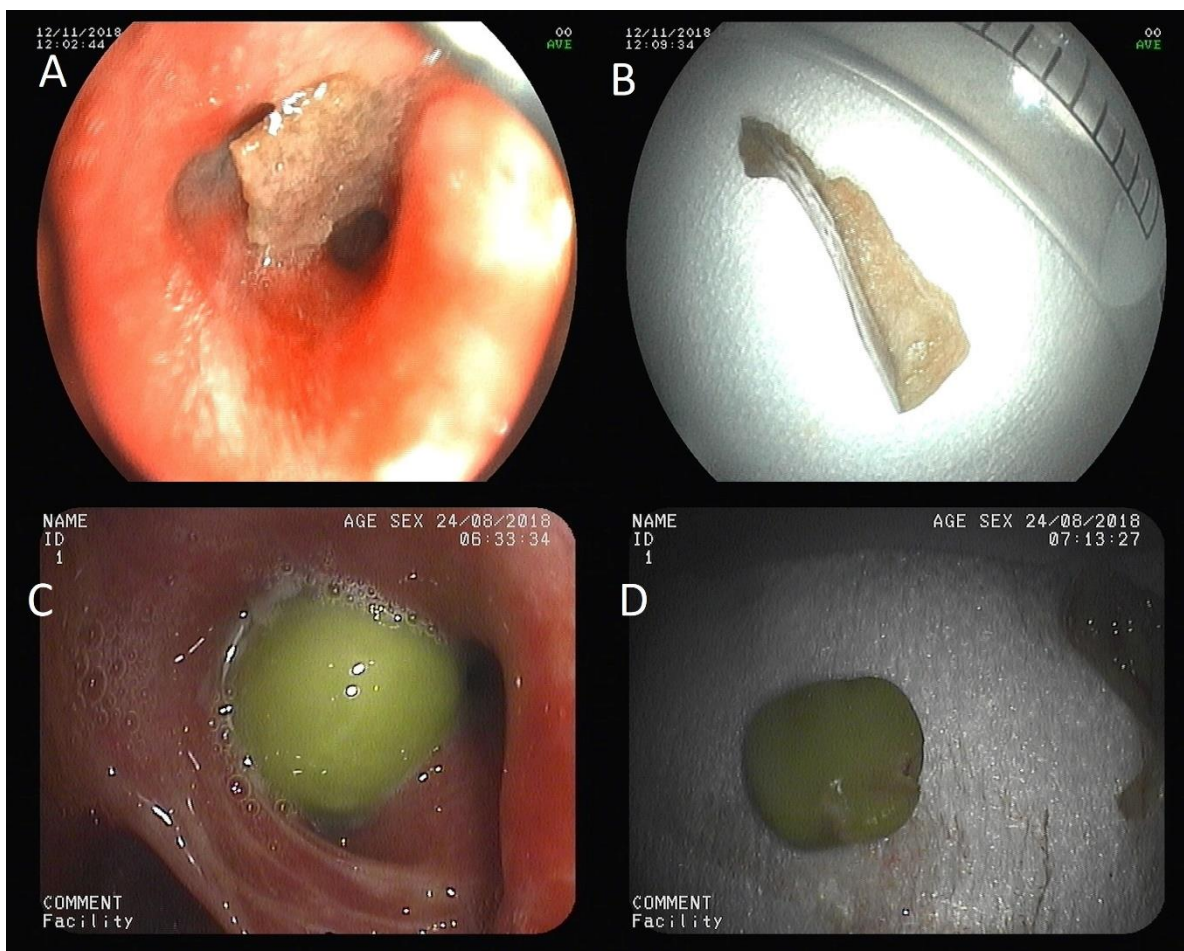 12/11/2018
12:02:44
00
AVE
A
12/11/2018
12:09:34
00
AVE
B
NAME
ID
1
AGE SEX 24/08/2018
06:33:34
C
COMMENT
Facility
NAME
ID
1
AGE SEX 24/08/2018
07:13:27
D
COMMENT
Facility